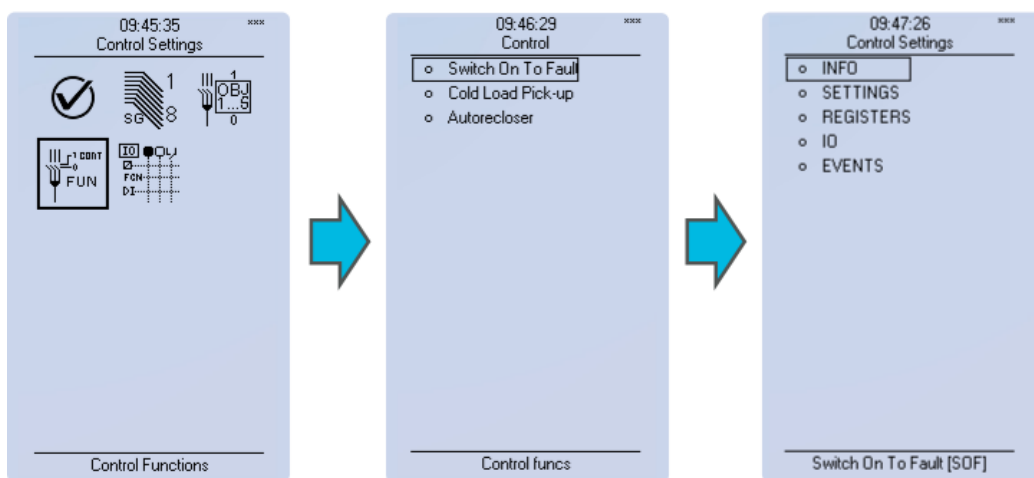 09:45:35 ×××
Control Settings
1
SG 8
1
OBJ
1...5
0
1 CONT
0
FUN
IO
FCN
DI
Control Functions
09:46:29 ×××
Control
Switch On To Faul
Cold Load Pick-up
Autorecloser
Control funcs
09:47:26 ×××
Control Settings
INFO
SETTINGS
REGISTERS
IO
EVENTS
Switch On To Fault [SOF]